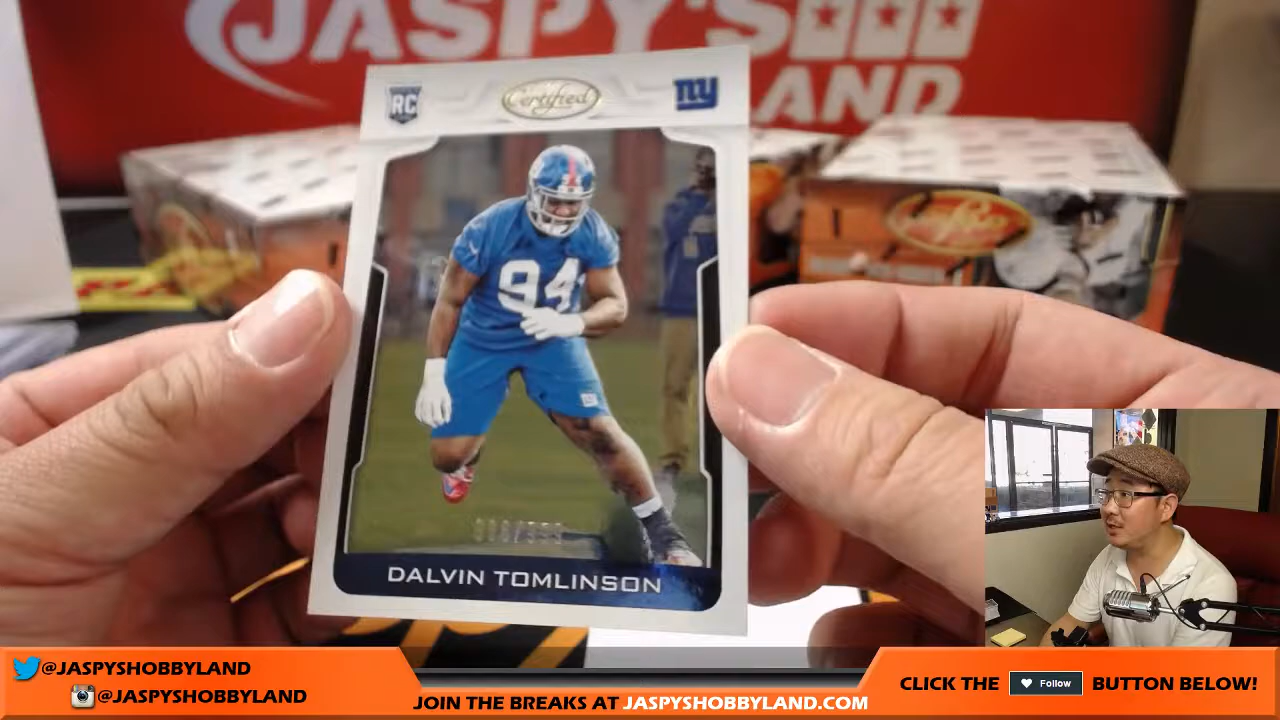 JASPY'S
LAND
RC
Certified
ny
94
DALVIN TOMLINSON
@JASPYSHOBBYLAND
@JASPYSHOBBYLAND
JOIN THE BREAKS AT JASPYSHOBBYLAND.COM
CLICK THE Follow BUTTON BELOW!